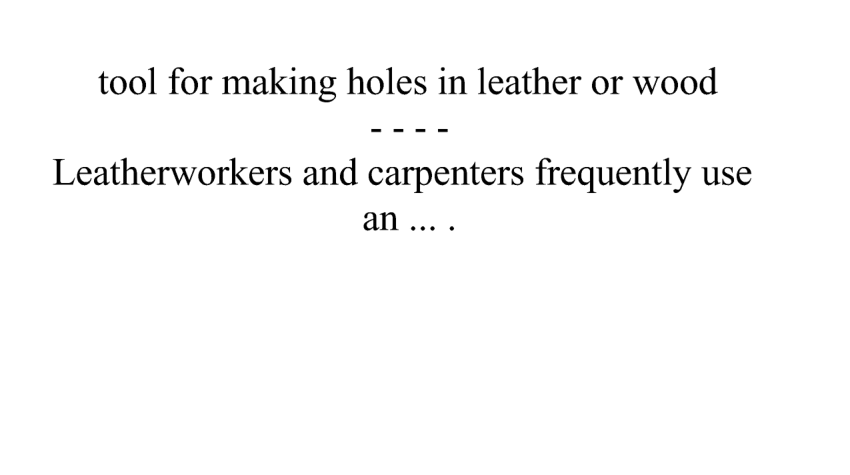 tool for making holes in leather or wood
- - - -
Leatherworkers and carpenters frequently use
an ... .